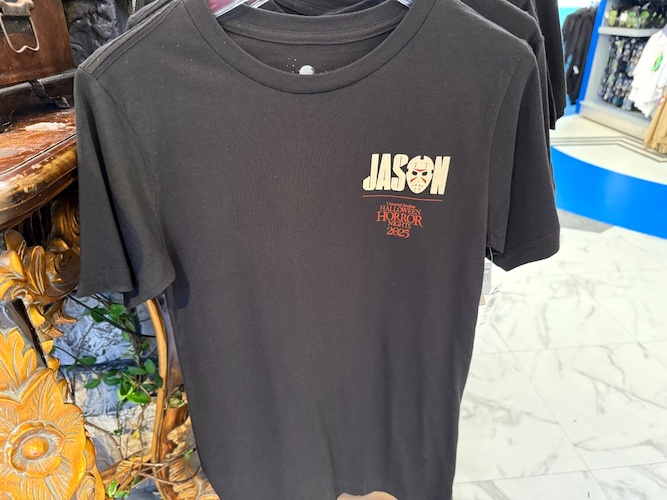 JASON
Universal Studios
HALLOWEEN
HORROR
NIGHTS
2025